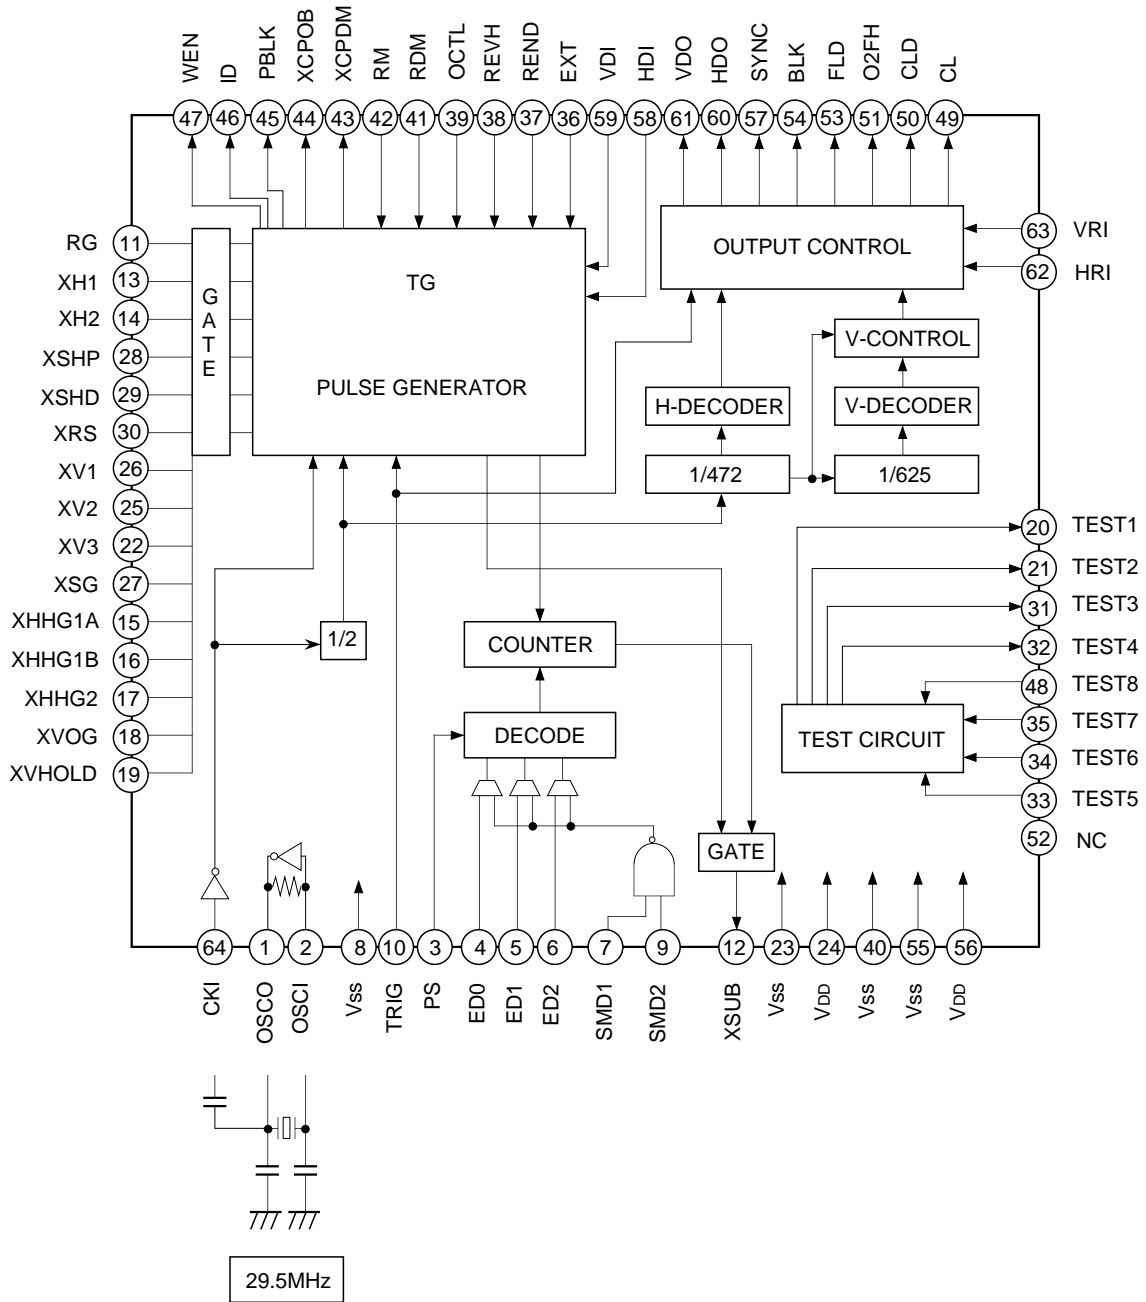 WEN
ID
PBLK
XCPOB
XCPDM
RM
RDM
OCTL
REVH
REND
EXT
VDI
HDI
VDO
HDO
SYNC
BLK
FLD
O2FH
CLD
CL
47
46
45
44
43
42
41
39
38
37
36
59
58
61
60
57
54
53
51
50
49
RG 11
XH1 13
XH2 14
XSHP 28
XSHD 29
XRS 30
XV1 26
XV2 25
XV3 22
XSG 27
XHHG1A 15
XHHG1B 16
XHHG2 17
XVOG 18
XVHOLD 19
GATE
TG
PULSE GENERATOR
OUTPUT CONTROL
63 VRI
62 HRI
V-CONTROL
H-DECODER
V-DECODER
1/472
1/625
20 TEST1
21 TEST2
31 TEST3
32 TEST4
48 TEST8
35 TEST7
34 TEST6
33 TEST5
52 NC
TEST CIRCUIT
1/2
COUNTER
DECODE
GATE
64
1
2
8
10
3
4
5
6
7
9
12
23
24
40
55
56
CKI
OSCO
OSCI
Vss
TRIG
PS
ED0
ED1
ED2
SMD1
SMD2
XSUB
Vss
VDD
Vss
Vss
VDD
29.5MHz